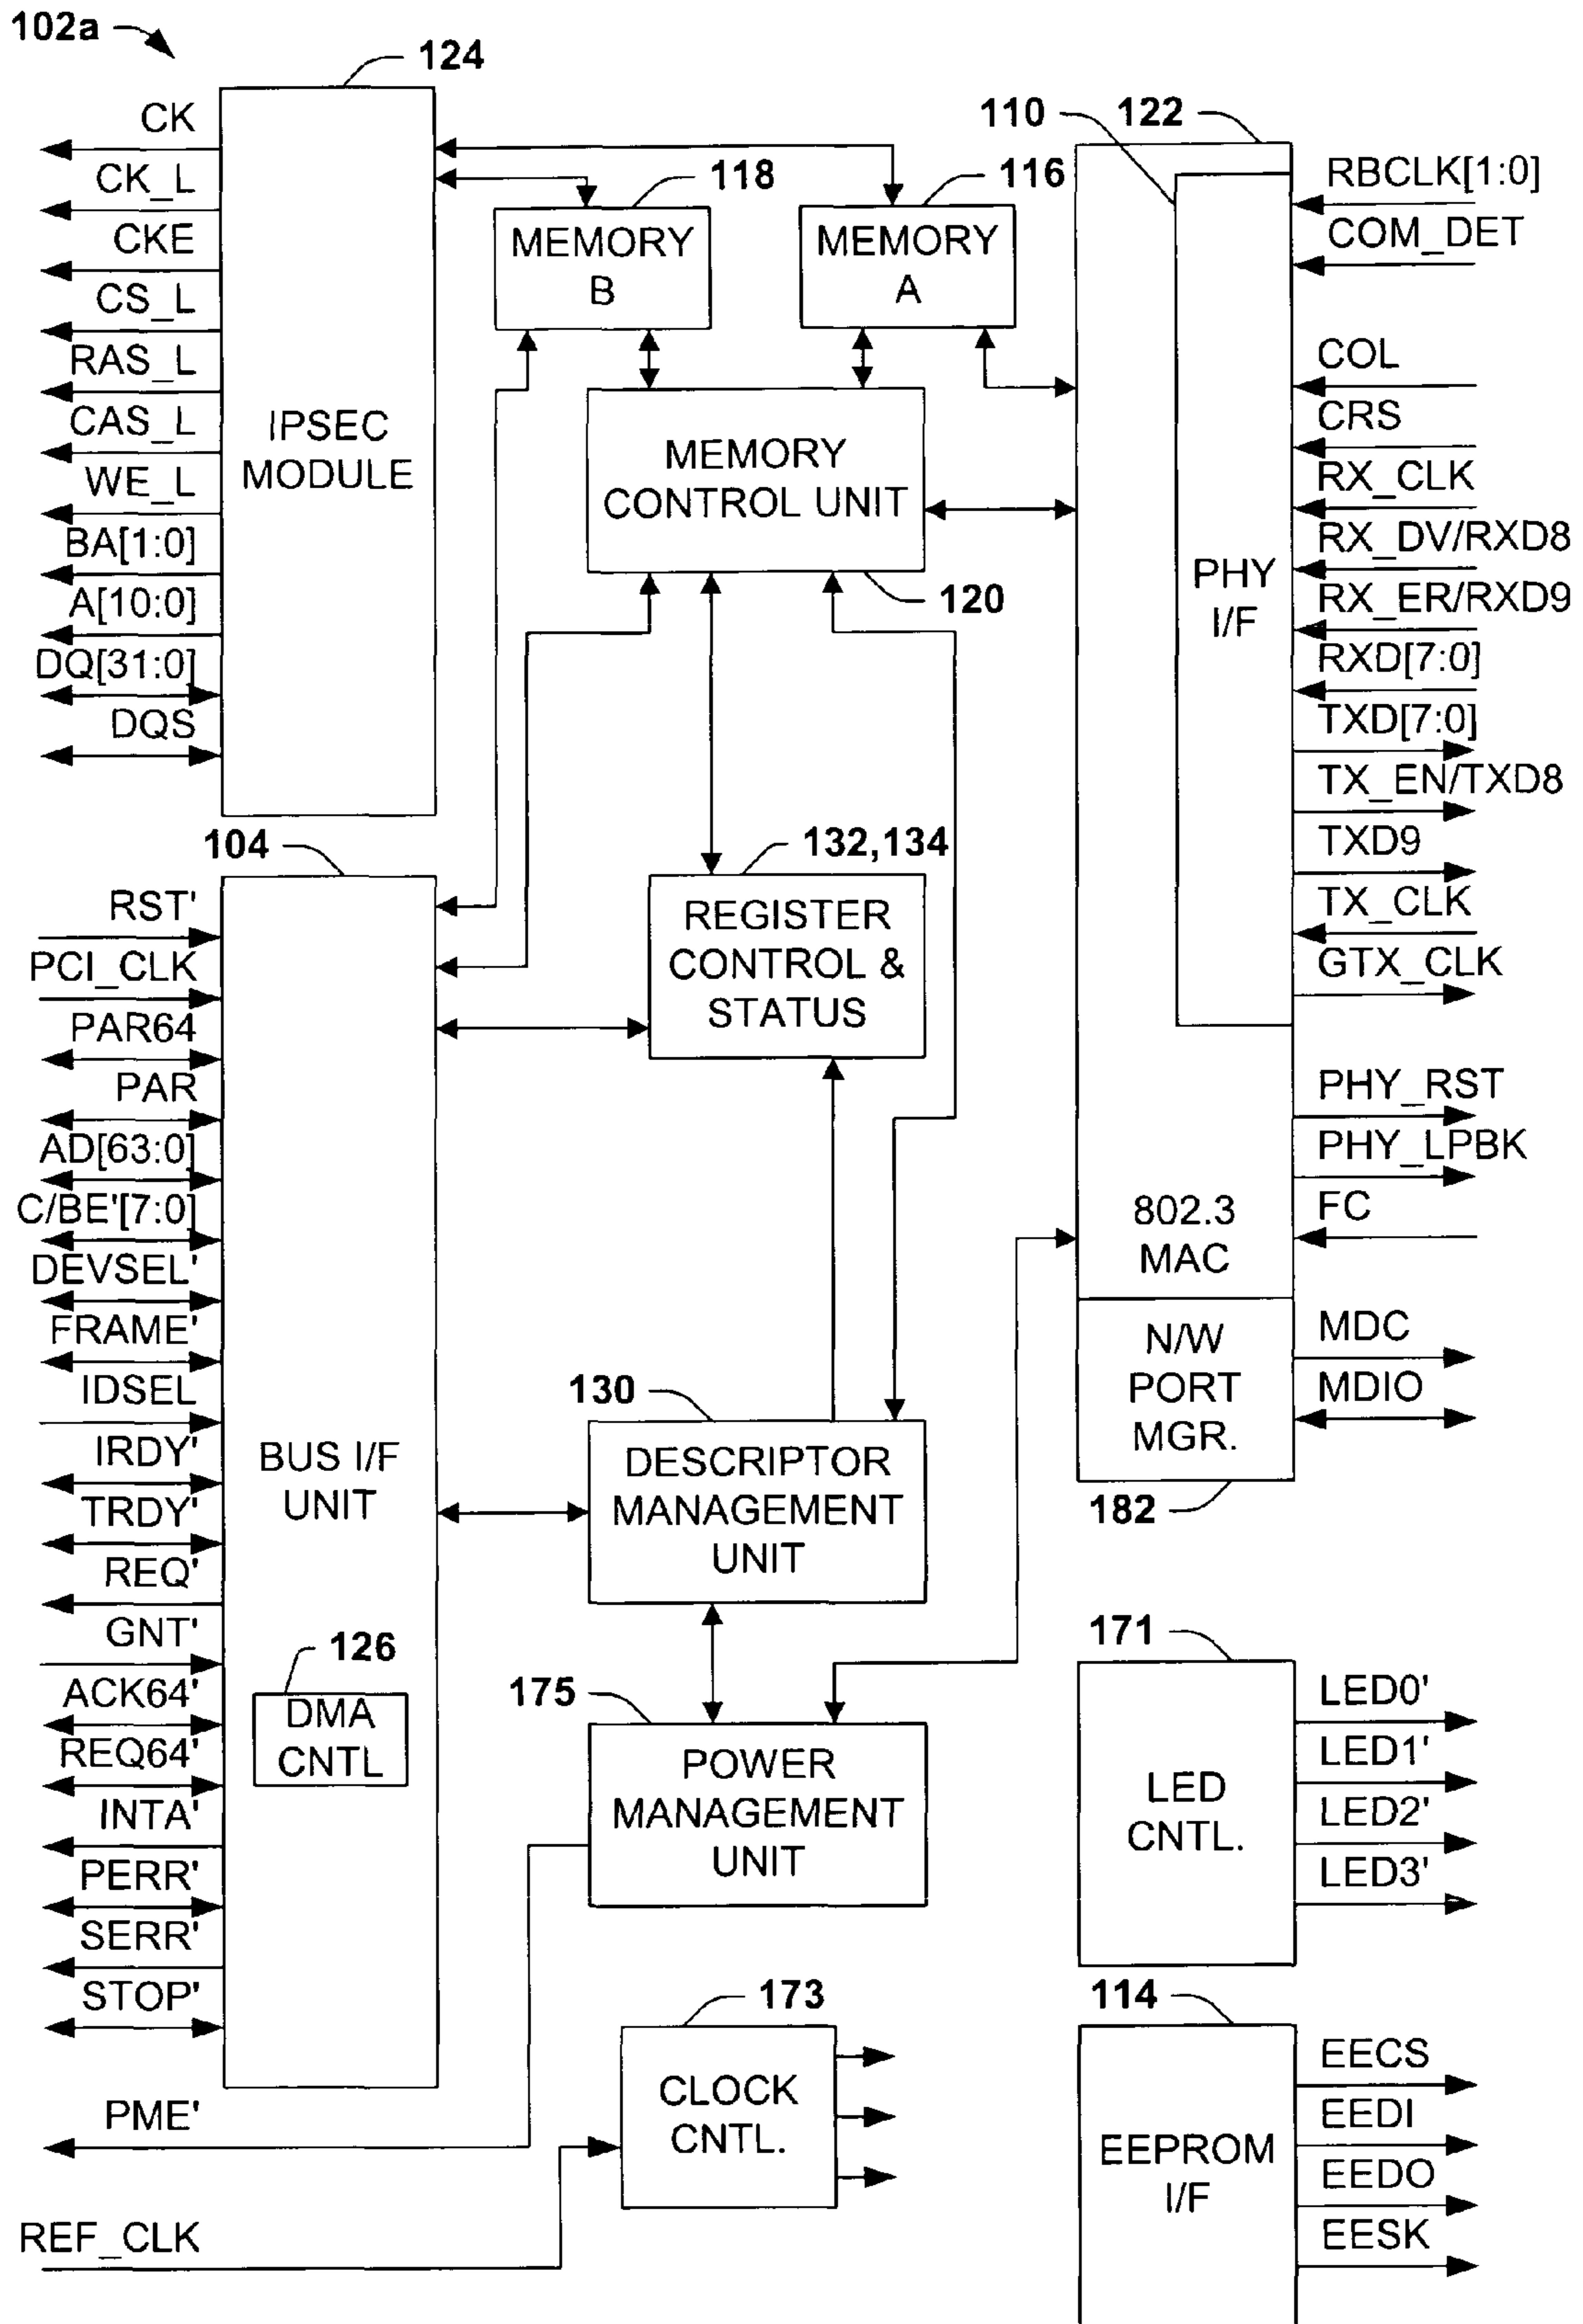 102a
124
CK
CK_L
CKE
CS_L
RAS_L
CAS_L
WE_L
BA[1:0]
A[10:0]
DQ[31:0]
DQS
IPSEC
MODULE
118
MEMORY
B
116
MEMORY
A
MEMORY
CONTROL UNIT
120
110
122
PHY
I/F
RBCLK[1:0]
COM_DET
COL
CRS
RX_CLK
RX_DV/RXD8
RX_ER/RXD9
RXD[7:0]
TXD[7:0]
TX_EN/TXD8
TXD9
TX_CLK
GTX_CLK
PHY_RST
PHY_LPBK
FC
802.3
MAC
N/W
PORT
MGR.
182
MDC
MDIO
104
RST'
PCI_CLK
PAR64
PAR
AD[63:0]
C/BE'[7:0]
DEVSEL'
FRAME'
IDSEL
IRDY'
TRDY'
REQ'
GNT'
ACK64'
REQ64'
INTA'
PERR'
SERR'
STOP'
BUS I/F
UNIT
126
DMA
CNTL
132,134
REGISTER
CONTROL &
STATUS
130
DESCRIPTOR
MANAGEMENT
UNIT
175
POWER
MANAGEMENT
UNIT
171
LED
CNTL.
LED0'
LED1'
LED2'
LED3'
PME'
REF_CLK
173
CLOCK
CNTL.
114
EEPROM
I/F
EECS
EEDI
EEDO
EESK